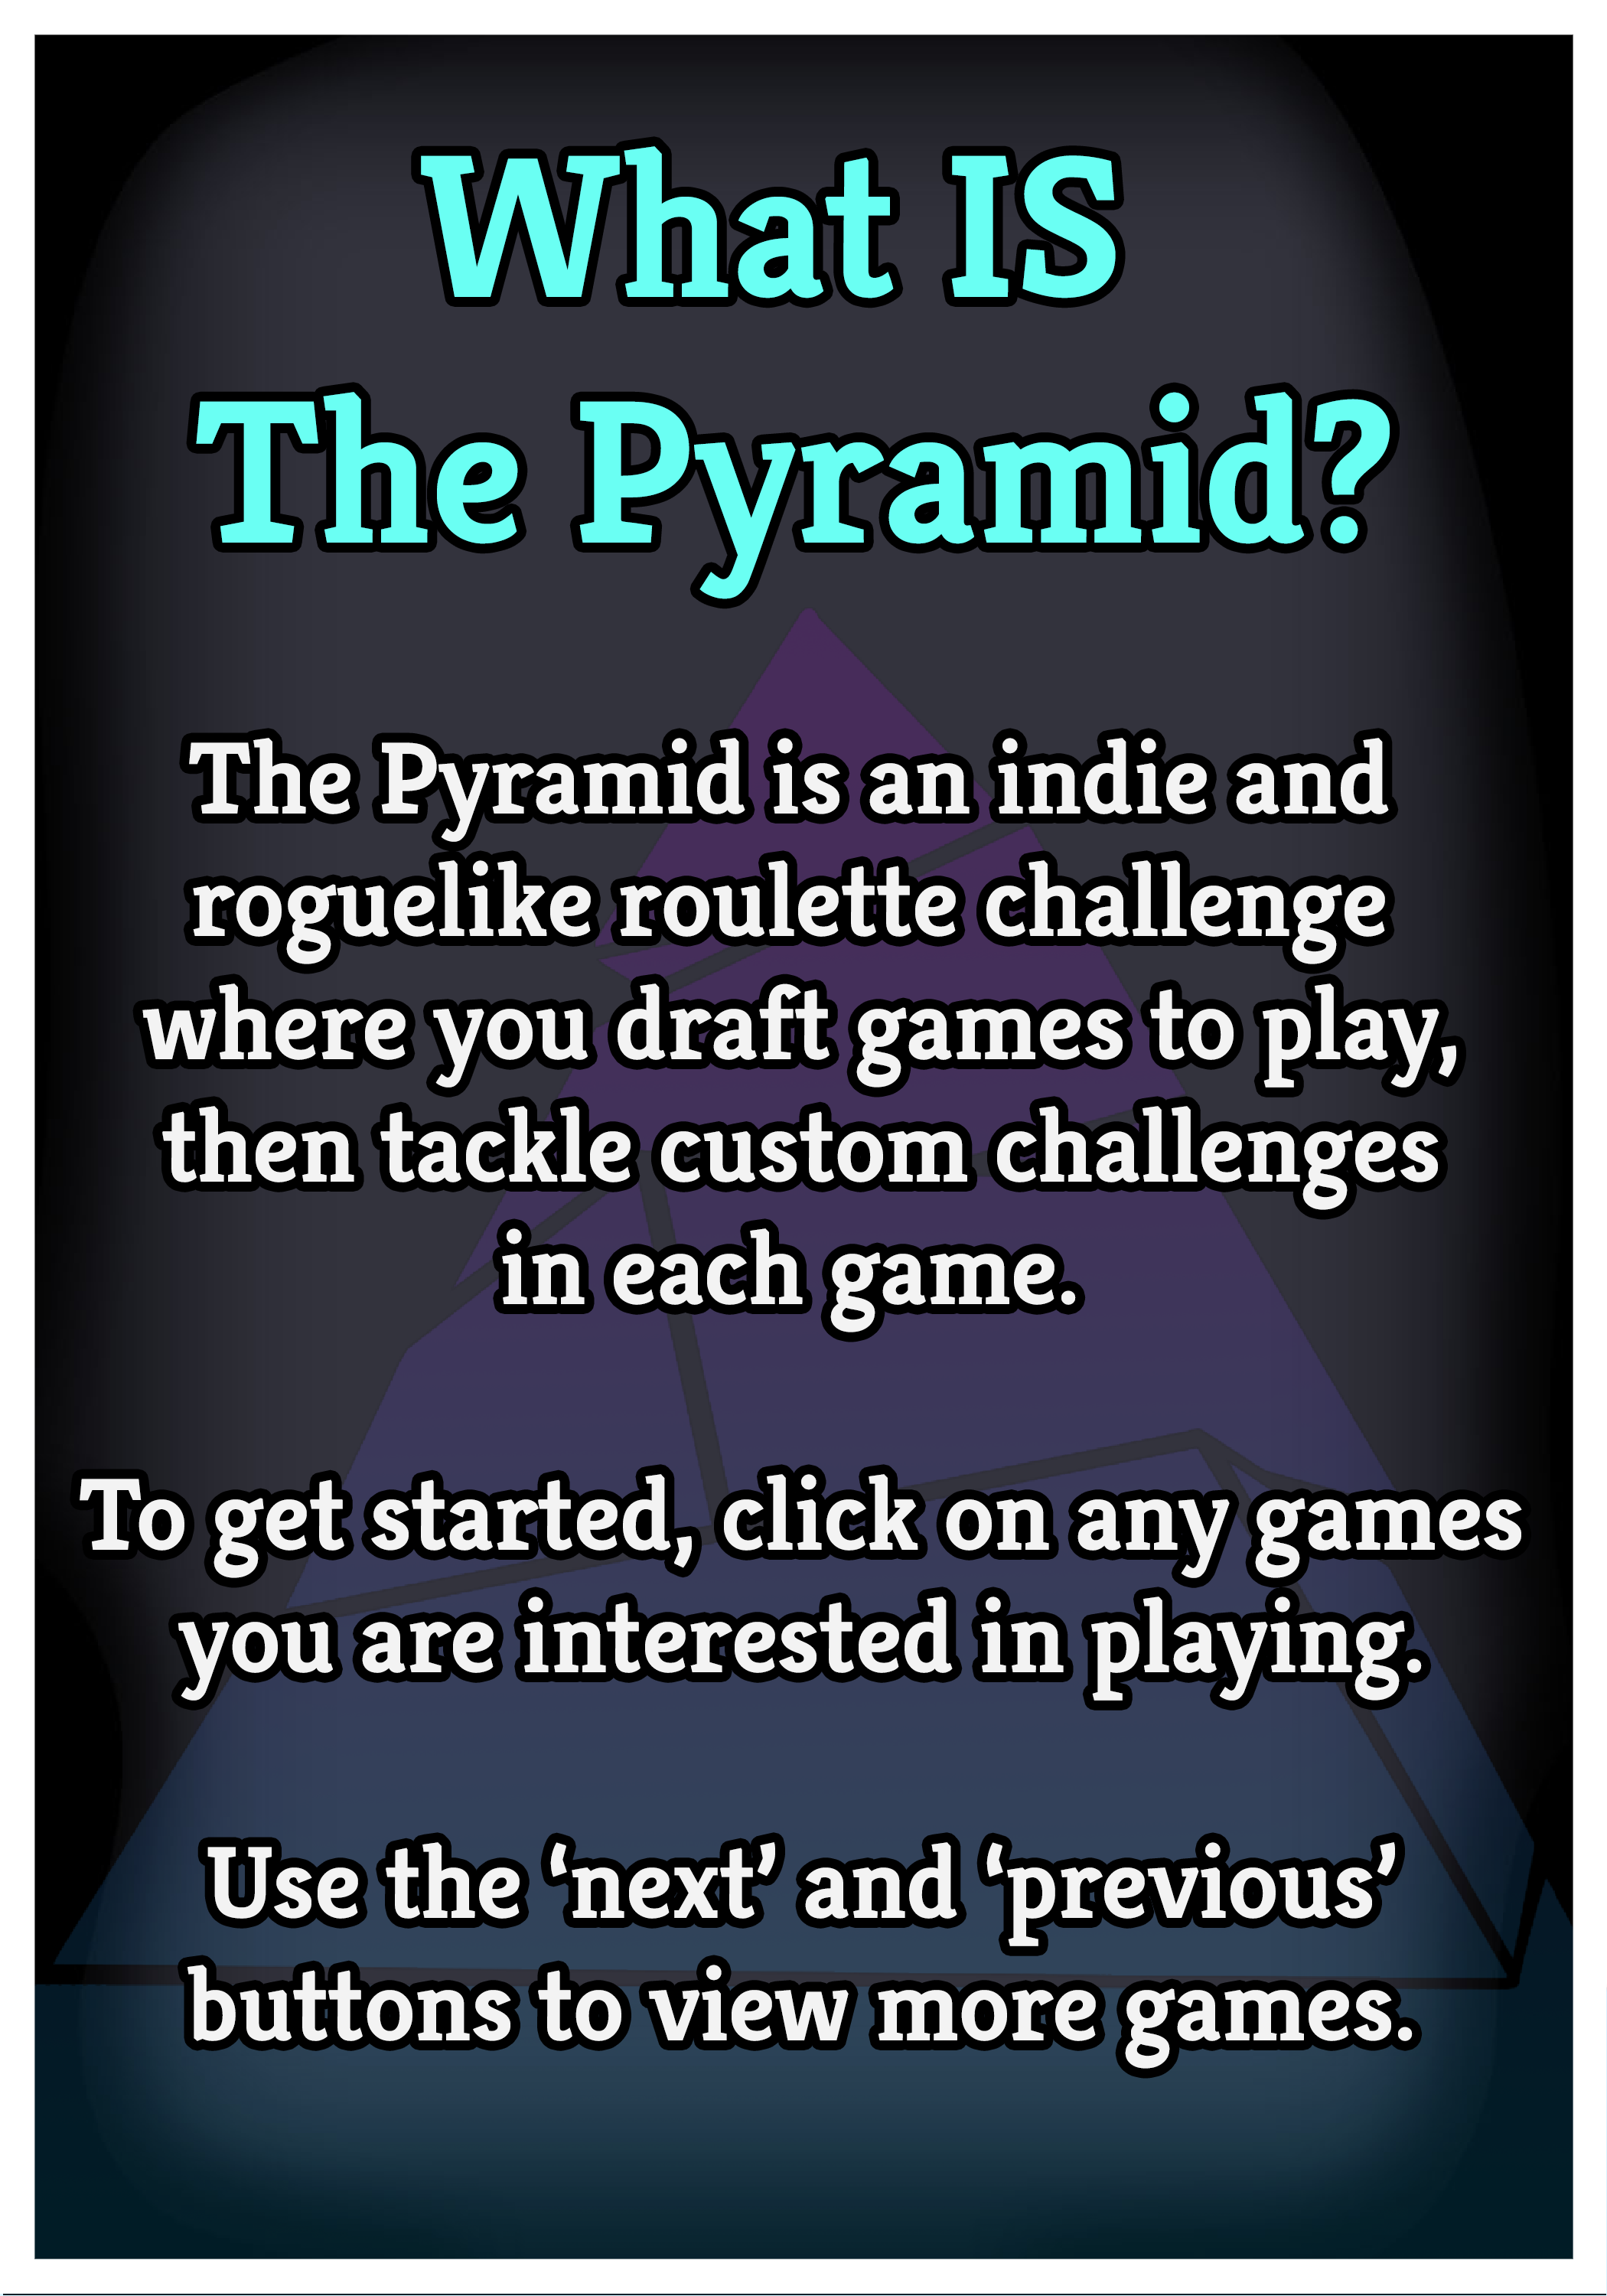 What IS
The Pyramid?
The Pyramid is an indie and
roguelike roulette challenge
where you draft games to play,
then tackle custom challenges
in each game.
To get started, click on any games
you are interested in playing.
Use the ‘next’ and ‘previous’
buttons to view more games.